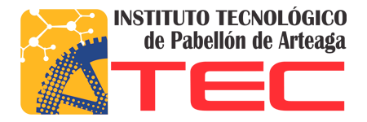 INSTITUTO TECNOLÓGICO
de Pabellón de Arteaga
TEC